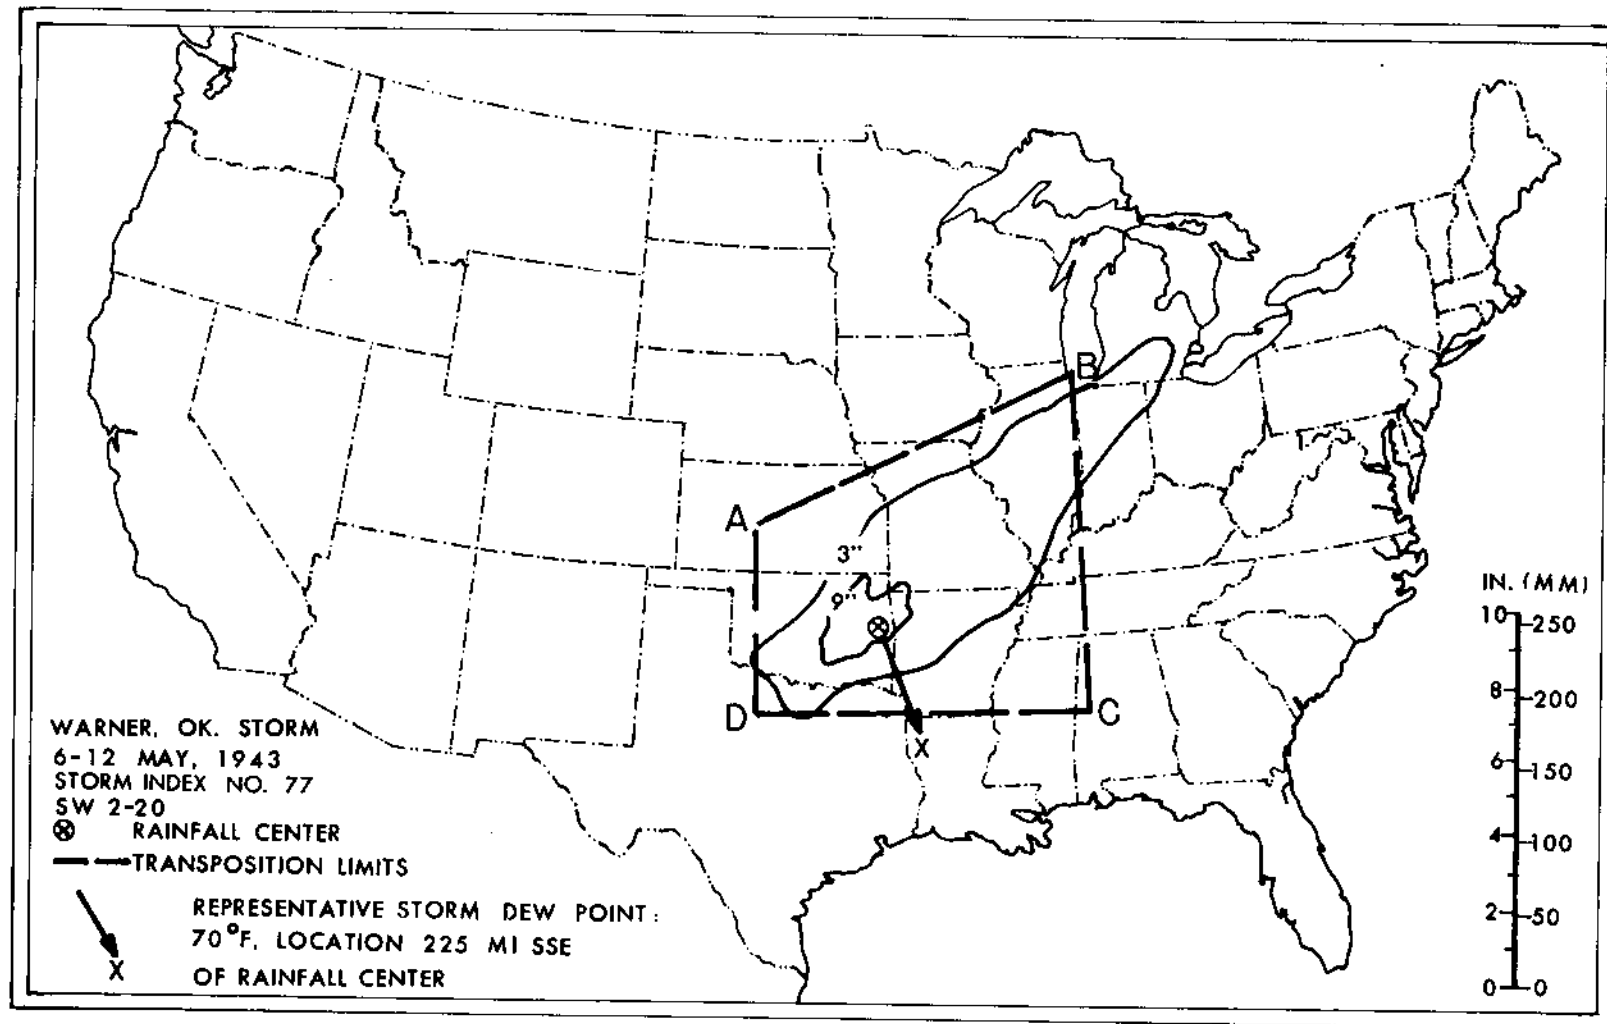 B
A
3"
9"
D
C
X
WARNER, OK. STORM
6-12 MAY, 1943
STORM INDEX NO. 77
SW 2-20
⊗ RAINFALL CENTER
TRANSPOSITION LIMITS
X
REPRESENTATIVE STORM DEW POINT:
70°F, LOCATION 225 MI SSE
OF RAINFALL CENTER
IN. (MM)
10 250
8 200
6 150
4 100
2 50
0 0